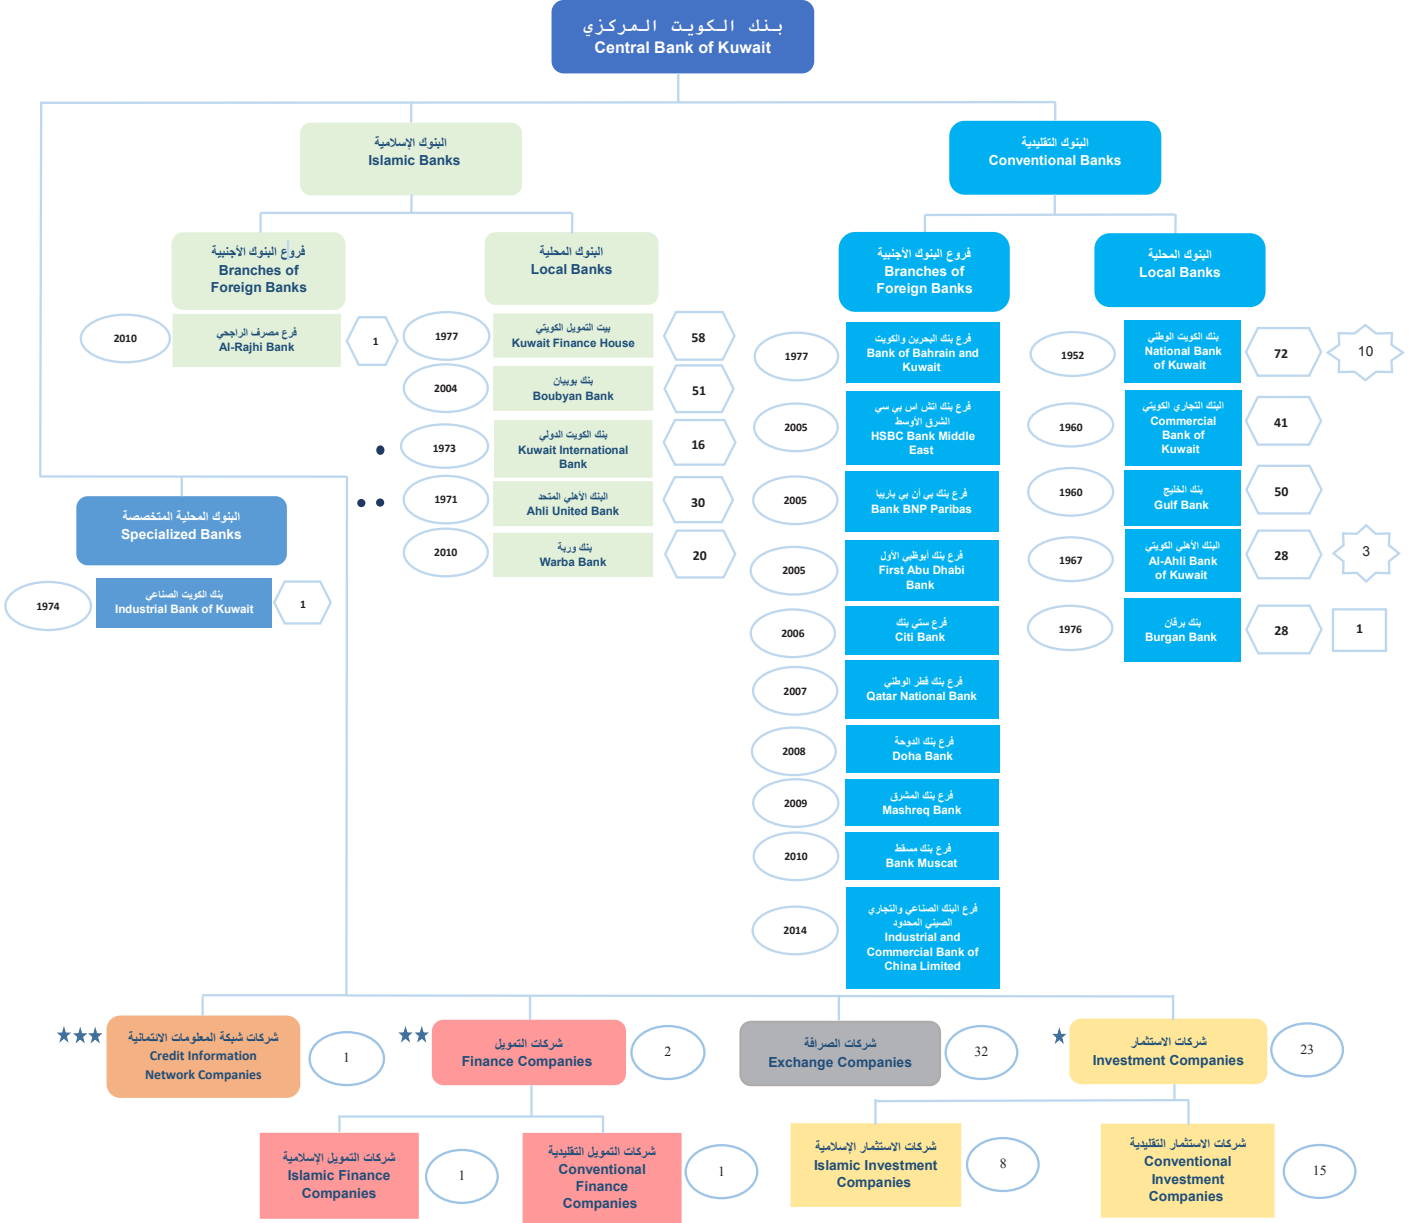 بنك الكويت المركزي
Central Bank of Kuwait
البنوك الإسلامية
Islamic Banks
البنوك التقليدية
Conventional Banks
فروع البنوك الأجنبية
Branches of
Foreign Banks
البنوك المحلية
Local Banks
فروع البنوك الأجنبية
Branches of
Foreign Banks
البنوك المحلية
Local Banks
2010
فرع مصرف الراجحي
Al-Rajhi Bank
1
1977
بيت التمويل الكويتي
Kuwait Finance House
58
2004
بنك بوبيان
Boubyan Bank
51
1973
بنك الكويت الدولي
Kuwait International
Bank
16
1971
البنك الأهلي المتحد
Ahli United Bank
30
2010
بنك وربة
Warba Bank
20
البنوك المحلية المتخصصة
Specialized Banks
1974
بنك الكويت الصناعي
Industrial Bank of Kuwait
1
1977
فرع بنك البحرين والكويت
Bank of Bahrain and
Kuwait
2005
فرع بنك اتش اس بي سي
الشرق الأوسط
HSBC Bank Middle
East
2005
فرع بنك بي أن بي باريبا
Bank BNP Paribas
2005
فرع بنك أبوظبي الأول
First Abu Dhabi
Bank
2006
فرع ستي بنك
Citi Bank
2007
فرع بنك قطر الوطني
Qatar National Bank
2008
فرع بنك الدوحة
Doha Bank
2009
فرع بنك المشرق
Mashreq Bank
2010
فرع بنك مسقط
Bank Muscat
2014
فرع البنك الصناعي والتجاري
الصيني المحدود
Industrial and
Commercial Bank of
China Limited
1952
بنك الكويت الوطني
National Bank
of Kuwait
72
10
1960
البنك التجاري الكويتي
Commercial
Bank of
Kuwait
41
1960
بنك الخليج
Gulf Bank
50
1967
البنك الأهلي الكويتي
Al-Ahli Bank
of Kuwait
28
3
1976
بنك برقان
Burgan Bank
28
1
شركات شبكة المعلومات الائتمانية
Credit Information
Network Companies
1
شركات التمويل
Finance Companies
2
شركات الصرافة
Exchange Companies
32
شركات الاستثمار
Investment Companies
23
شركات التمويل الإسلامية
Islamic Finance
Companies
1
شركات التمويل التقليدية
Conventional
Finance
Companies
1
شركات الاستثمار الإسلامية
Islamic Investment
Companies
8
شركات الاستثمار التقليدية
Conventional
Investment
Companies
15